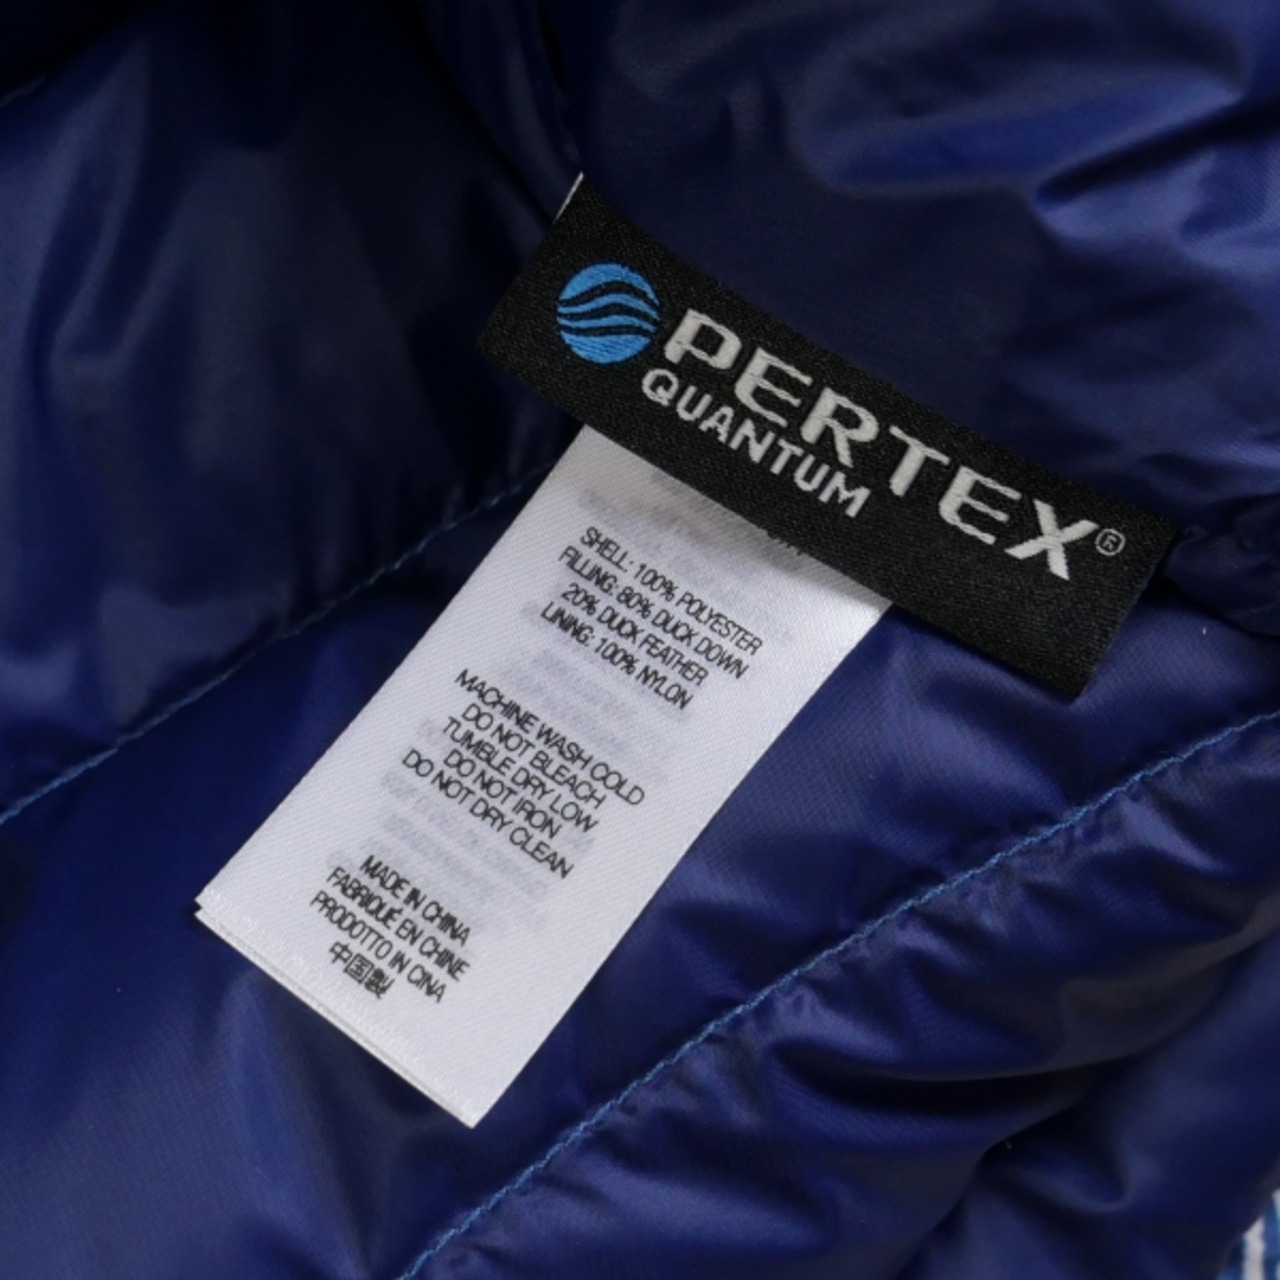 PERTEX®
QUANTUM
SHELL: 100% POLYESTER
FILLING: 80% DUCK DOWN
20% DUCK FEATHER
LINING: 100% NYLON
MACHINE WASH COLD
DO NOT BLEACH
TUMBLE DRY LOW
DO NOT IRON
DO NOT DRY CLEAN
MADE IN CHINA
FABRIQUÉ EN CHINE
PRODOTTO IN CINA
中国製